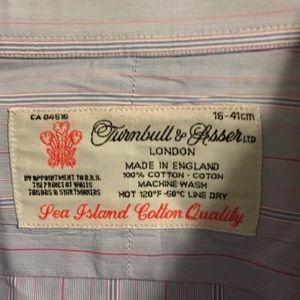 CA 04516
16-41cm
Turnbull & Asser LTD
LONDON
MADE IN ENGLAND
100% COTTON - COTON
MACHINE WASH
HOT 120°F-50°C LINE DRY
BY APPOINTMENT TO H.R.H.
THE PRINCE OF WALES
TAILORS & SHIRTMAKERS
Sea Island Cotton Quality